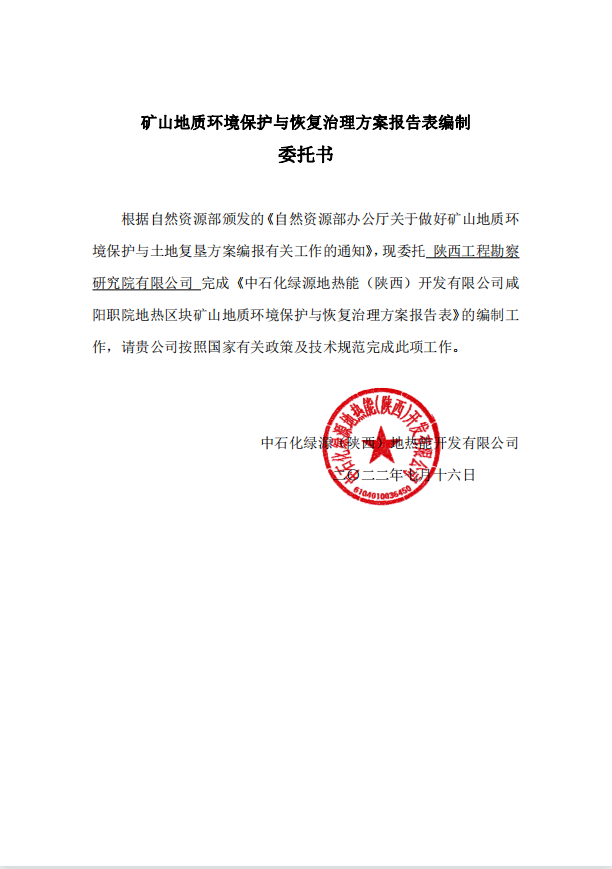 矿山地质环境保护与恢复治理方案报告表编制
委托书
根据自然资源部颁发的《自然资源部办公厅关于做好矿山地质环
境保护与土地复垦方案编报有关工作的通知》，现委托 陕西工程勘察
研究院有限公司 完成《中石化绿源地热能（陕西）开发有限公司咸
阳职院地热区块矿山地质环境保护与恢复治理方案报告表》的编制工
作，请贵公司按照国家有关政策及技术规范完成此项工作。
中石化绿源（陕西）地热能开发有限公司
二〇二二年 月十六日
中石化绿源地热能(陕西)开发有限公司
6104010036450